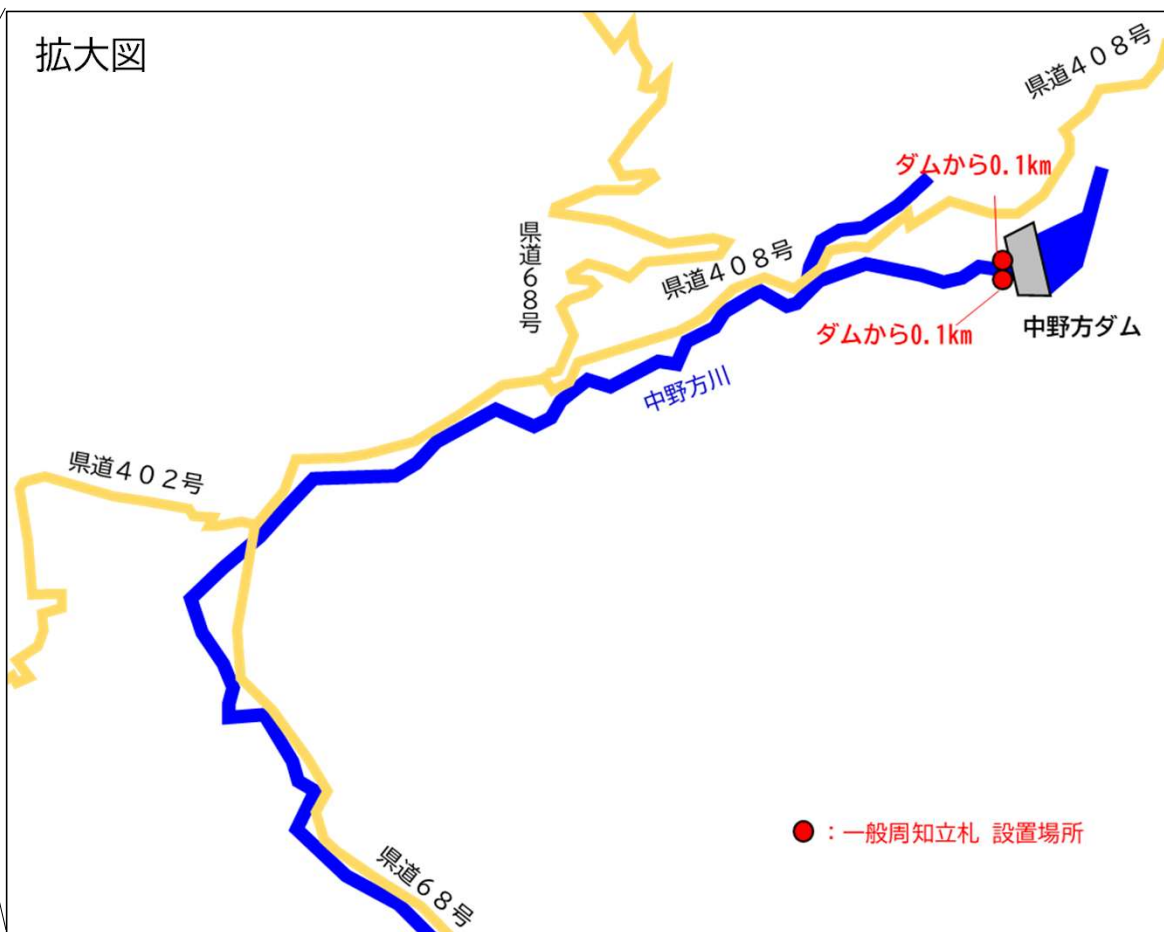 拡大図
県道４０８号
ダムから0.1km
県道６８号
県道４０８号
ダムから0.1km
中野方ダム
中野方川
県道４０２号
：一般周知立札 設置場所
県道６８号